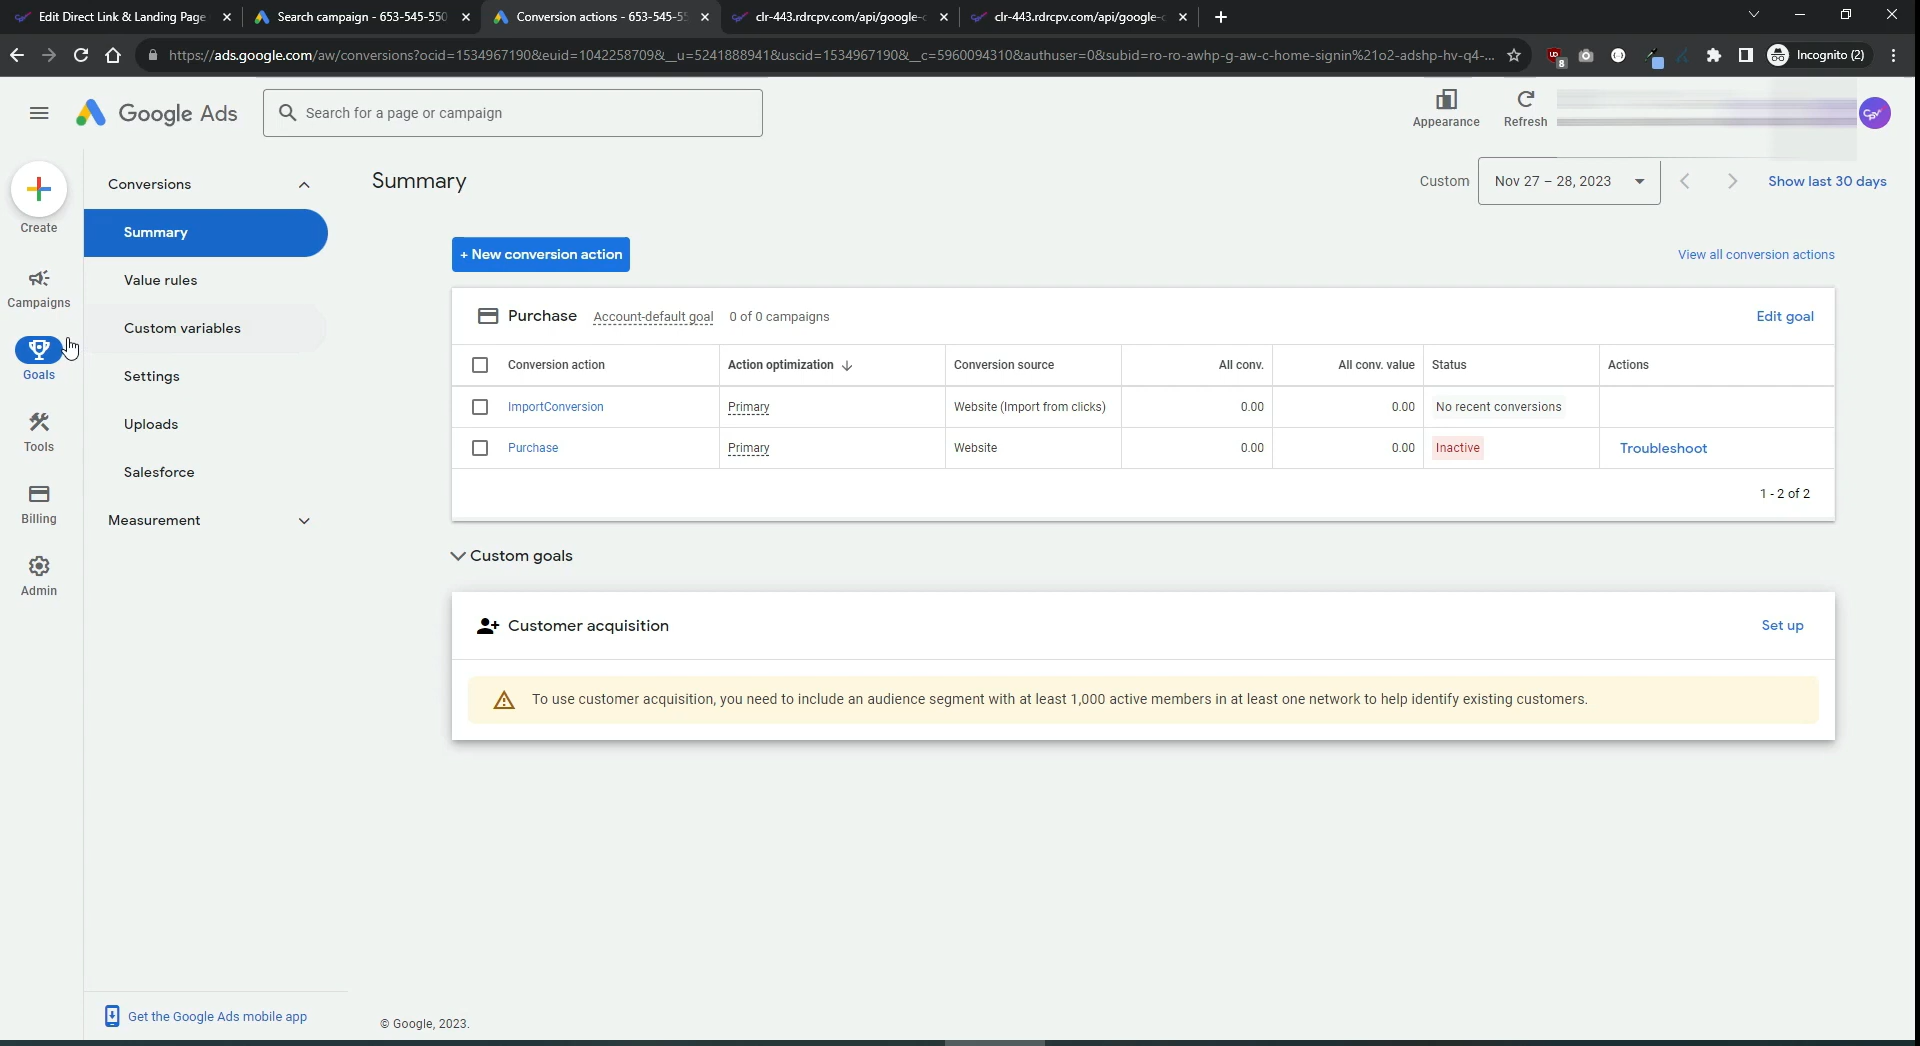 Edit Direct Link & Landing Page
Search campaign - 653-545-550
Conversion actions - 653-545-5
clr-443.rdrcpv.com/api/google-c
clr-443.rdrcpv.com/api/google-c
https://ads.google.com/aw/conversions?ocid=1534967190&euid=1042258709&__u=5241888941&uscid=1534967190&__c=5960094310&authuser=0&subid=ro-ro-awhp-g-aw-c-home-signin%21o2-adshp-hv-q4-...
8
Incognito (2)
Google Ads
Search for a page or campaign
Appearance
Refresh
CPV
Create
Campaigns
Goals
Tools
Billing
Admin
Conversions
Summary
Value rules
Custom variables
Settings
Uploads
Salesforce
Measurement
Get the Google Ads mobile app
Summary
Custom
Nov 27 – 28, 2023
Show last 30 days
+ New conversion action
View all conversion actions
Purchase Account-default goal 0 of 0 campaigns
Edit goal
Conversion action Action optimization Conversion source All conv. All conv. value Status Actions
ImportConversion Primary Website (Import from clicks) 0.00 0.00 No recent conversions
Purchase Primary Website 0.00 0.00 Inactive Troubleshoot
1 - 2 of 2
Custom goals
Customer acquisition
Set up
To use customer acquisition, you need to include an audience segment with at least 1,000 active members in at least one network to help identify existing customers.
© Google, 2023.